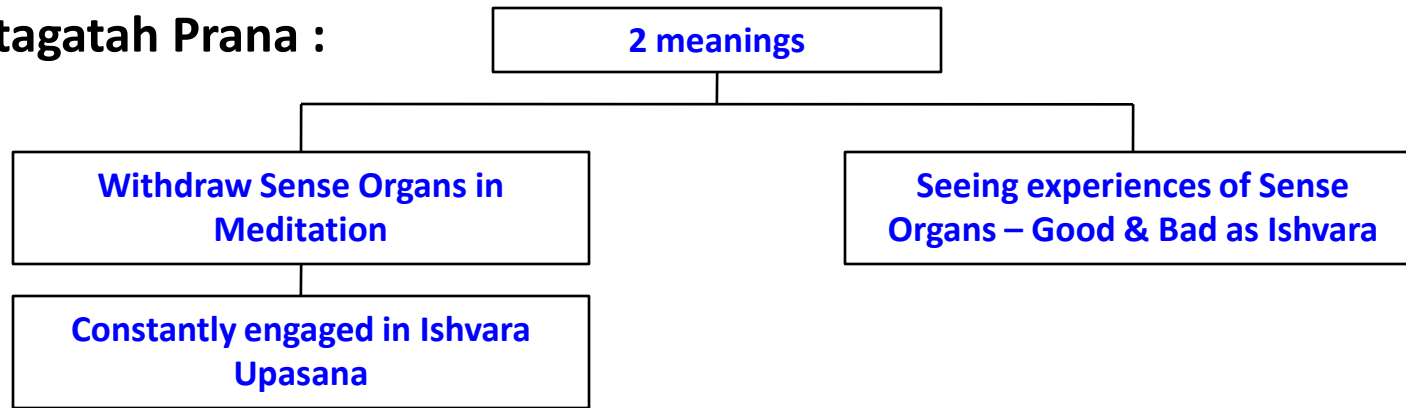 tagatah Prana :
2 meanings
Withdraw Sense Organs in
Meditation
Seeing experiences of Sense
Organs – Good & Bad as Ishvara
Constantly engaged in Ishvara
Upasana